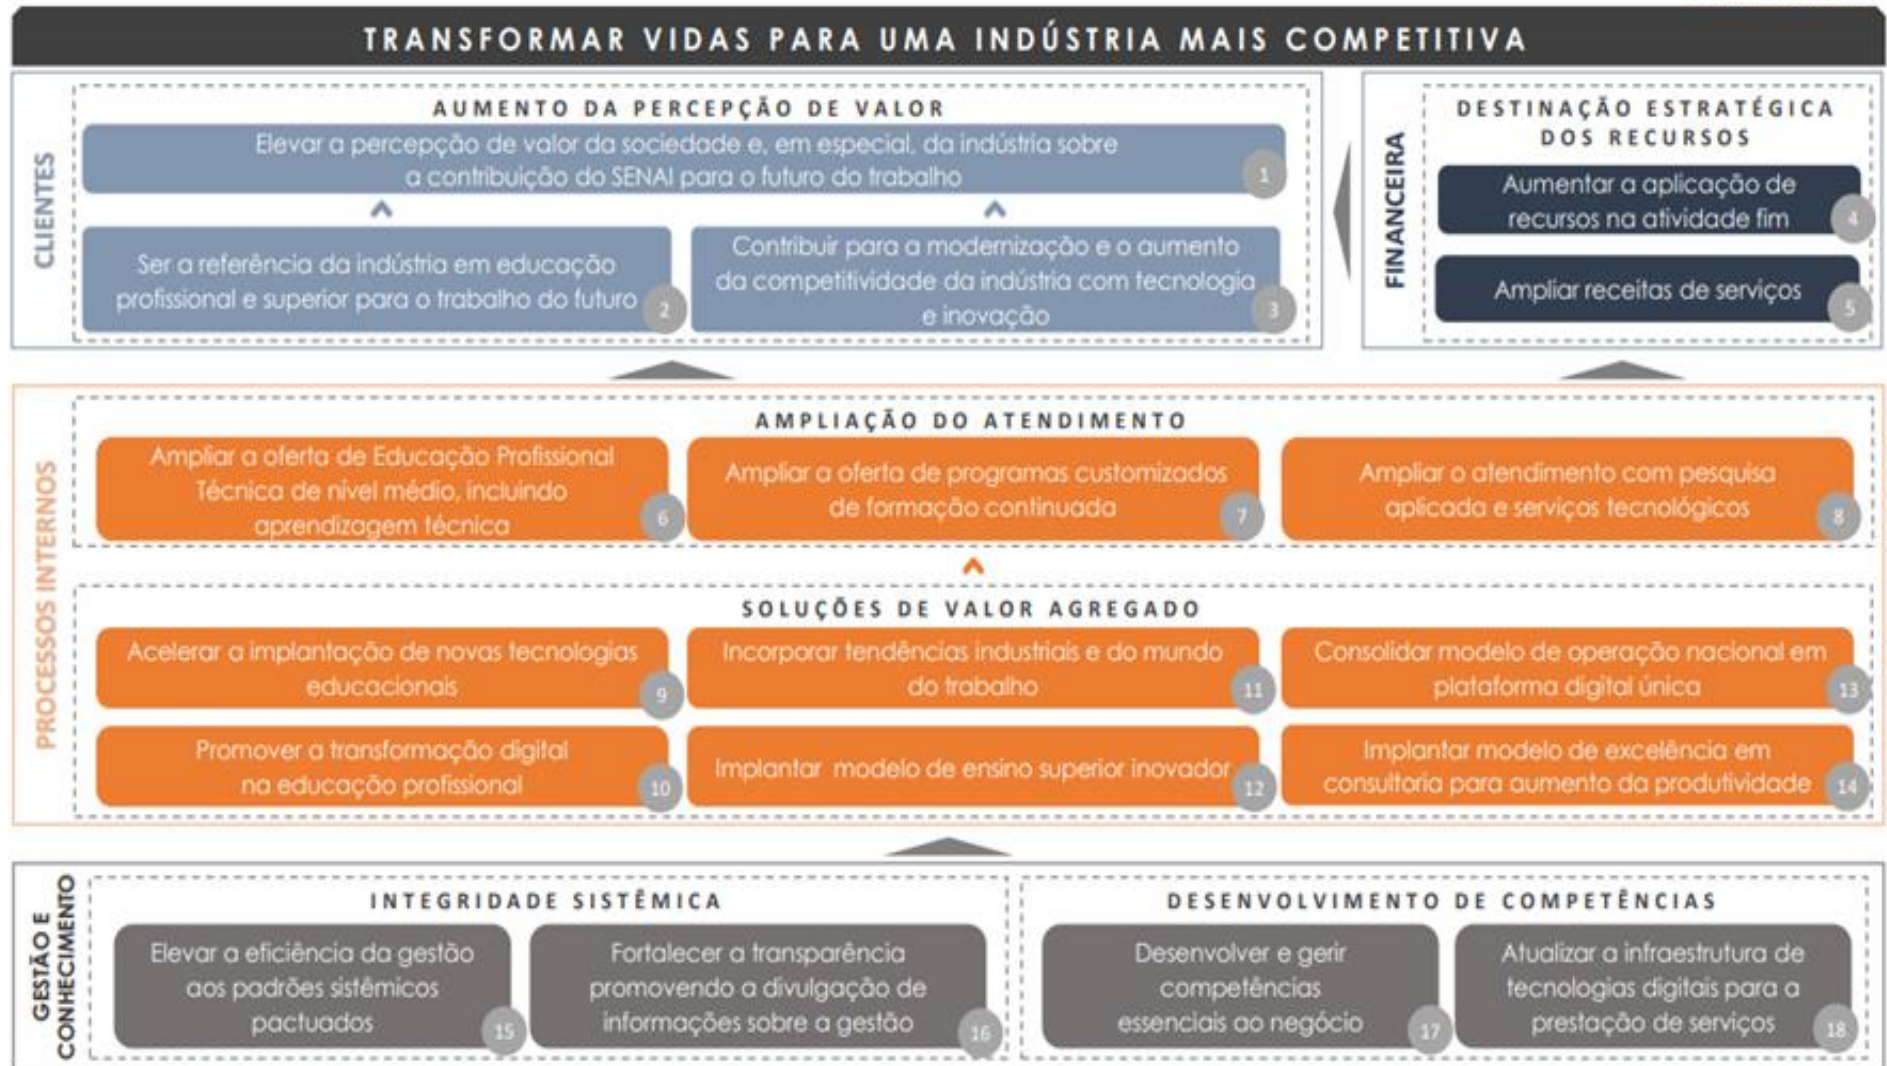 TRANSFORMAR VIDAS PARA UMA INDÚSTRIA MAIS COMPETITIVA
CLIENTES
AUMENTO DA PERCEPÇÃO DE VALOR
Elevar a percepção de valor da sociedade e, em especial, da indústria sobre
a contribuição do SENAI para o futuro do trabalho
1
Ser a referência da indústria em educação
profissional e superior para o trabalho do futuro
2
Contribuir para a modernização e o aumento
da competitividade da indústria com tecnologia
e inovação
3
FINANCEIRA
DESTINAÇÃO ESTRATÉGICA
DOS RECURSOS
Aumentar a aplicação de
recursos na atividade fim
4
Ampliar receitas de serviços
5
PROCESSOS INTERNOS
AMPLIAÇÃO DO ATENDIMENTO
Ampliar a oferta de Educação Profissional
Técnica de nível médio, incluindo
aprendizagem técnica
6
Ampliar a oferta de programas customizados
de formação continuada
7
Ampliar o atendimento com pesquisa
aplicada e serviços tecnológicos
8
SOLUÇÕES DE VALOR AGREGADO
Acelerar a implantação de novas tecnologias
educacionais
9
Incorporar tendências industriais e do mundo
do trabalho
11
Consolidar modelo de operação nacional em
plataforma digital única
13
Promover a transformação digital
na educação profissional
10
Implantar modelo de ensino superior inovador
12
Implantar modelo de excelência em
consultoria para aumento da produtividade
14
GESTÃO E
CONHECIMENTO
INTEGRIDADE SISTÊMICA
Elevar a eficiência da gestão
aos padrões sistêmicos
pactuados
15
Fortalecer a transparência
promovendo a divulgação de
informações sobre a gestão
16
DESENVOLVIMENTO DE COMPETÊNCIAS
Desenvolver e gerir
competências
essenciais ao negócio
17
Atualizar a infraestrutura de
tecnologias digitais para a
prestação de serviços
18